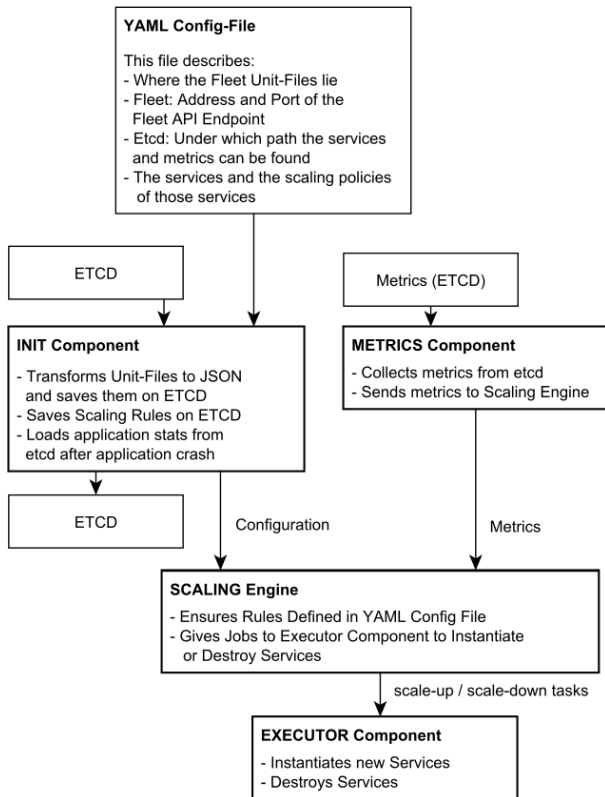 YAML Config-File
This file describes:
- Where the Fleet Unit-Files lie
- Fleet: Address and Port of the
Fleet API Endpoint
- Etcd: Under which path the services
and metrics can be found
- The services and the scaling policies
of those services
ETCD
Metrics (ETCD)
INIT Component
- Transforms Unit-Files to JSON
and saves them on ETCD
- Saves Scaling Rules on ETCD
- Loads application stats from
etcd after application crash
METRICS Component
- Collects metrics from etcd
- Sends metrics to Scaling Engine
ETCD
Configuration
Metrics
SCALING Engine
- Ensures Rules Defined in YAML Config File
- Gives Jobs to Executor Component to Instantiate
or Destroy Services
scale-up / scale-down tasks
EXECUTOR Component
- Instantiates new Services
- Destroys Services